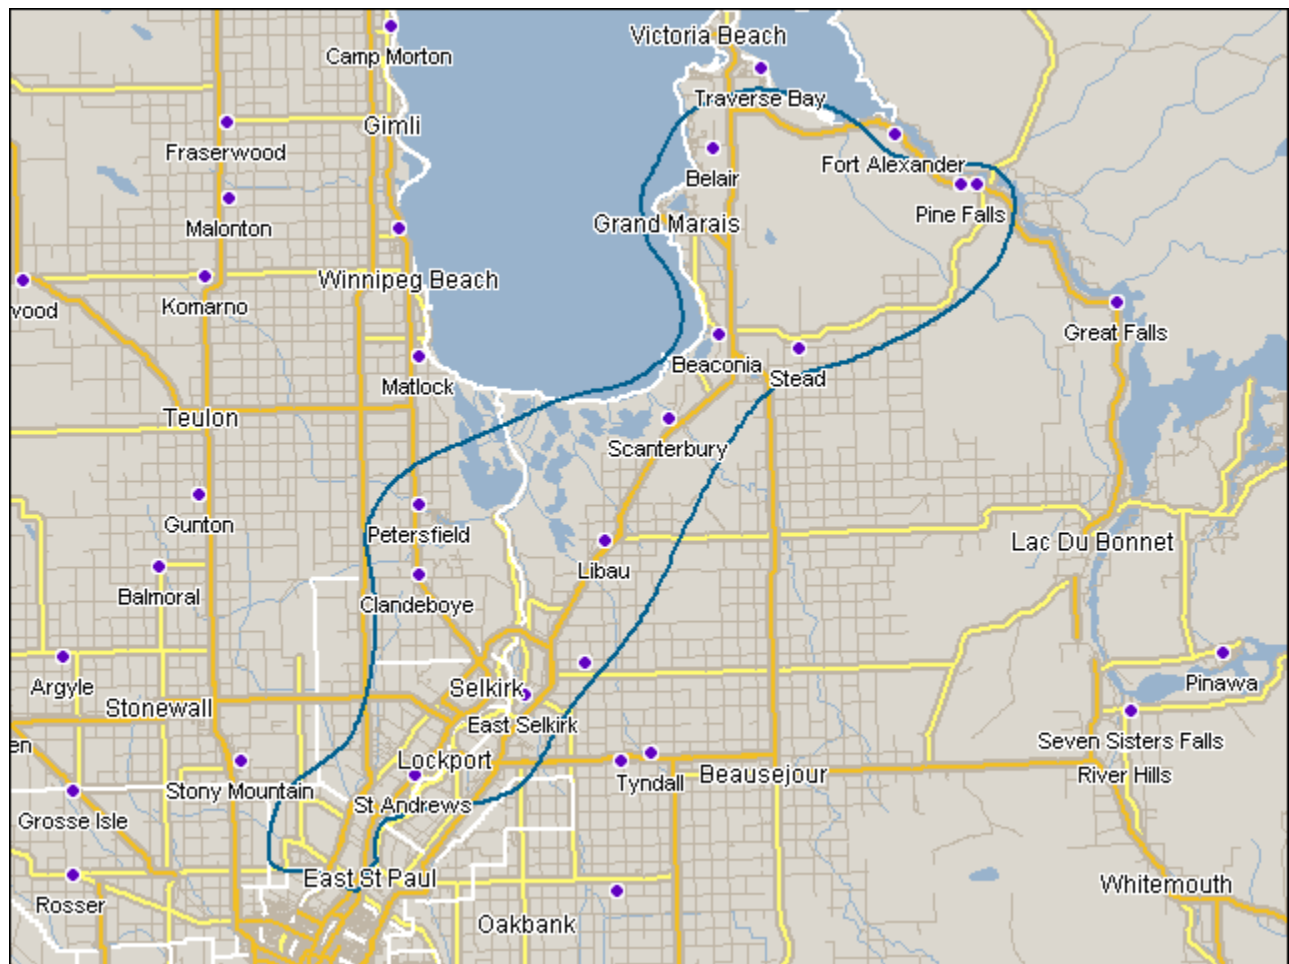 Victoria Beach
Camp Morton
Traverse Bay
Gimli
Fraserwood
Fort Alexander
Belair
Pine Falls
Malonton
Grand Marais
Winnipeg Beach
Komarno
wood
Great Falls
Beaconia
Stead
Matlock
Teulon
Scanterbury
Gunton
Petersfield
Lac Du Bonnet
Libau
Balmoral
Clandeboye
Argyle
Selkirk
Pinawa
Stonewall
East Selkirk
en
Seven Sisters Falls
Lockport
Tyndall
Beausejour
River Hills
Stony Mountain
St Andrews
Grosse Isle
East St Paul
Whitemouth
Rosser
Oakbank